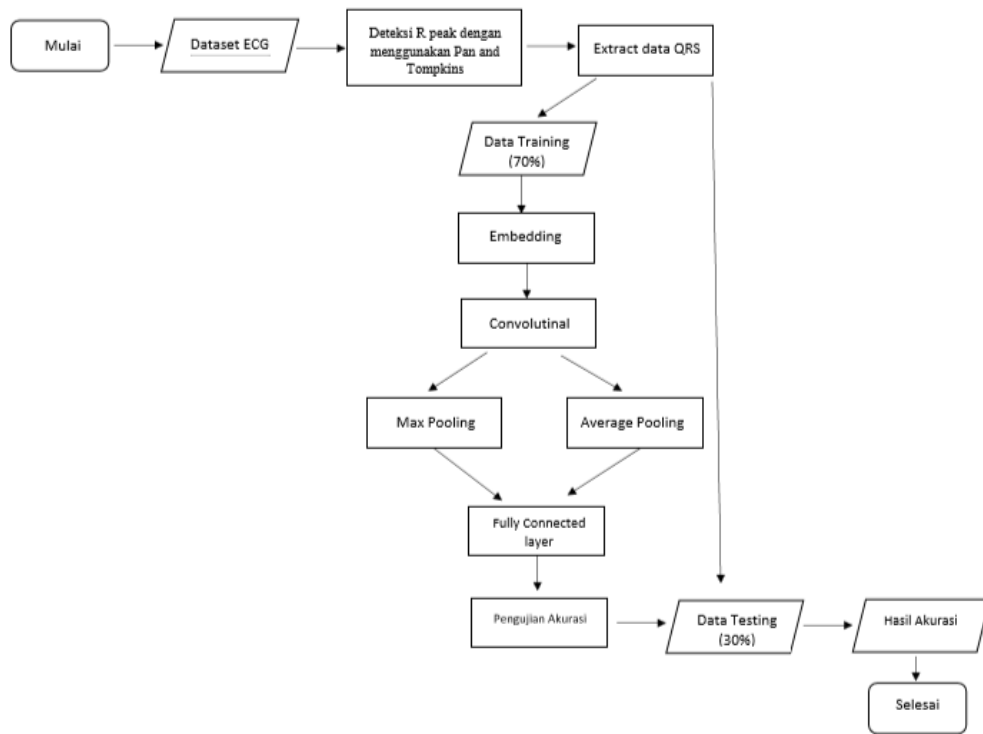 Mulai
Dataset ECG
Deteksi R peak dengan
menggunakan Pan and
Tompkins
Extract data QRS
Data Training
(70%)
Embedding
Convolutinal
Max Pooling
Average Pooling
Fully Connected
layer
Pengujian Akurasi
Data Testing
(30%)
Hasil Akurasi
Selesai